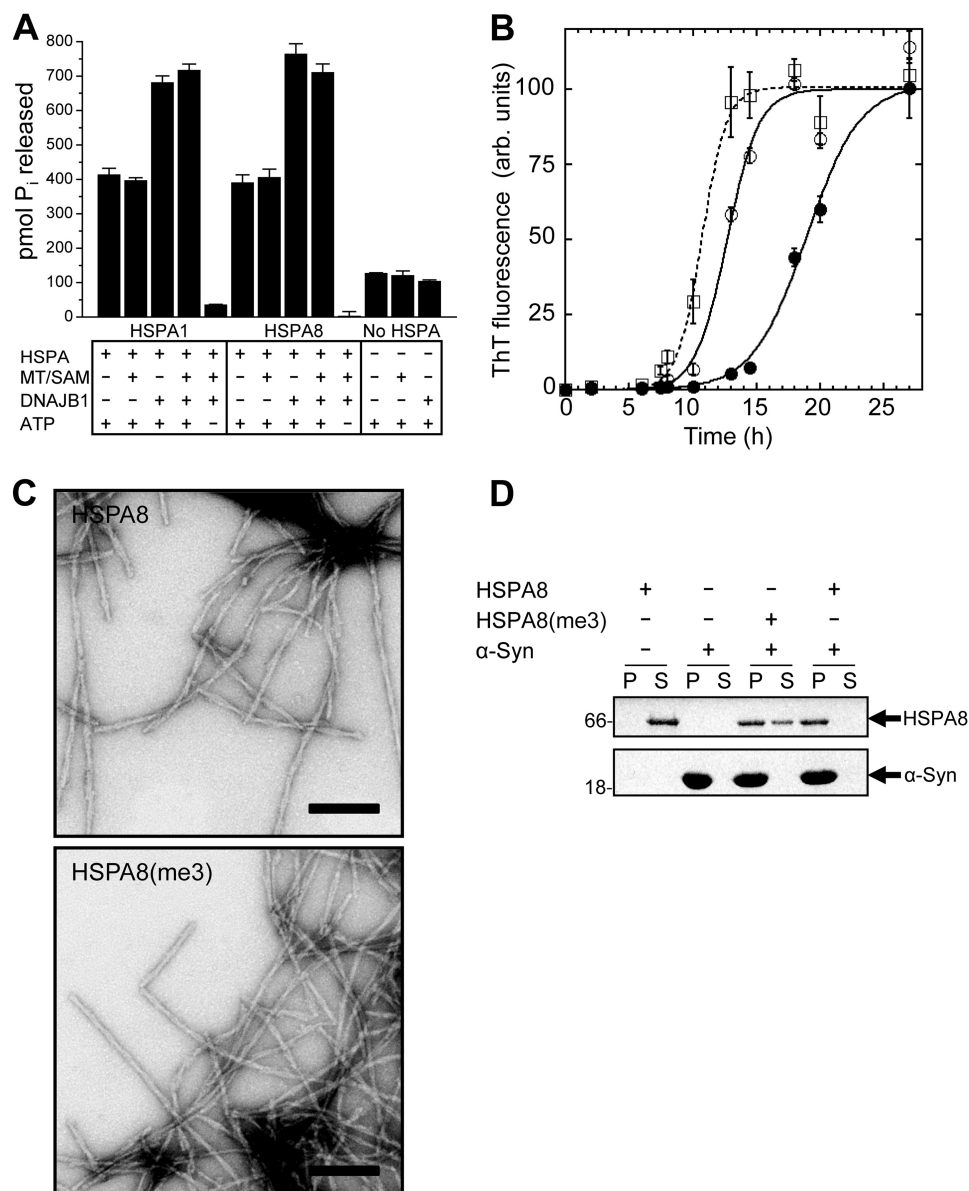 A
pmol Pi released
800
700
600
500
400
300
200
100
0
HSPA1 HSPA8 No HSPA
HSPA + + + + + + + + + + – – –
MT/SAM – + – + + – + – + + – + –
DNAJB1 – – + + + – – + + + – – +
ATP + + + + – + + + + – + + +
B
ThT fluorescence (arb. units)
100
75
50
25
0
0 5 10 15 20 25
Time (h)
C
HSPA8
HSPA8(me3)
D
HSPA8 + – – +
HSPA8(me3) – – + –
α-Syn – + + +
P S P S P S P S
66- HSPA8
18- α-Syn